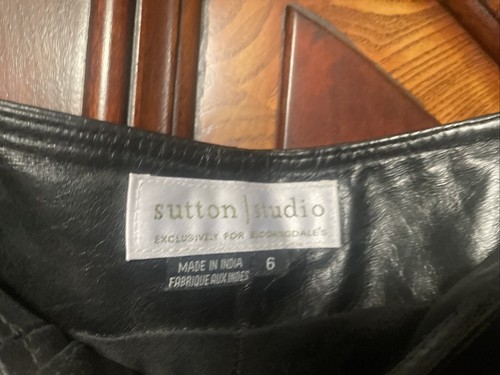 sutton | studio
EXCLUSIVELY FOR BLOOMINGDALE'S
MADE IN INDIA 6
FABRIQUE AUX INDES